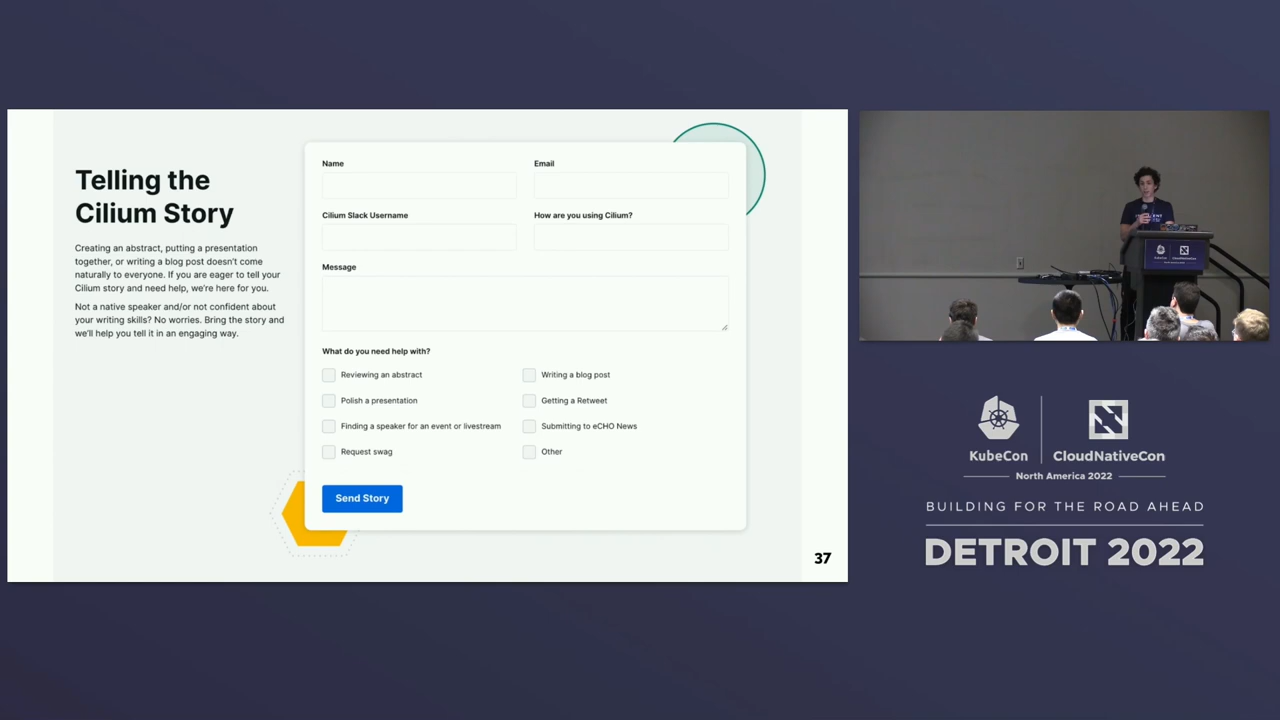 Telling the
Cilium Story
Creating an abstract, putting a presentation
together, or writing a blog post doesn't come
naturally to everyone. If you are eager to tell your
Cilium story and need help, we're here for you.
Not a native speaker and/or not confident about
your writing skills? No worries. Bring the story and
we'll help you tell it in an engaging way.
Name
Email
Cilium Slack Username
How are you using Cilium?
Message
What do you need help with?
Reviewing an abstract
Writing a blog post
Polish a presentation
Getting a Retweet
Finding a speaker for an event or livestream
Submitting to eCHO News
Request swag
Other
Send Story
37
KubeCon
CloudNativeCon
KubeCon
CloudNativeCon
North America 2022
BUILDING FOR THE ROAD AHEAD
DETROIT 2022